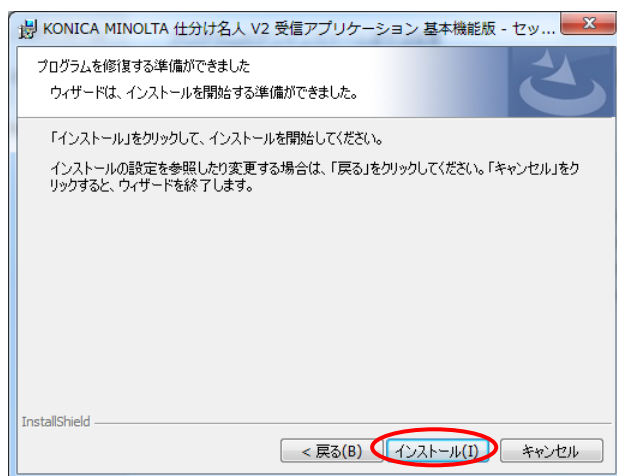 KONICA MINOLTA 仕分け名人 V2 受信アプリケーション 基本機能版 - セッ...
プログラムを修復する準備ができました
ウィザードは、インストールを開始する準備ができました。
「インストール」をクリックして、インストールを開始してください。
インストールの設定を参照したり変更する場合は、「戻る」をクリックしてください。「キャンセル」をク
リックすると、ウィザードを終了します。
InstallShield
< 戻る(B)
インストール(I)
キャンセル